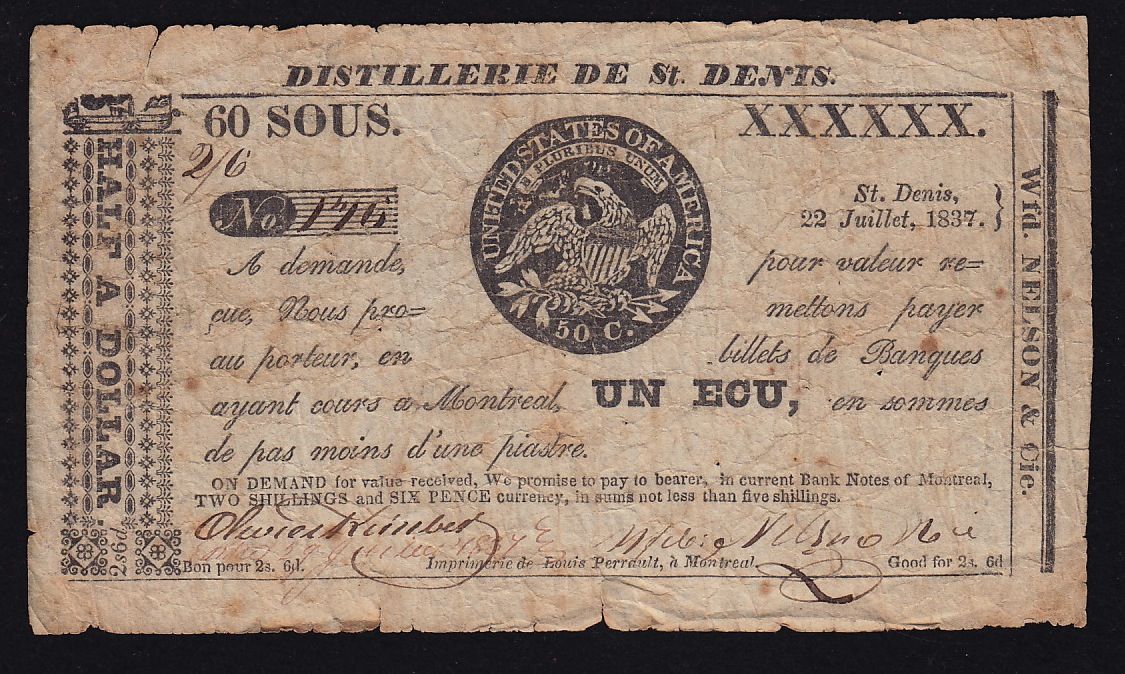 DISTILLERIE DE St. DENIS.
60 SOUS.
XXXXXX.
2/6
UNITED STATES OF AMERICA
E PLURIBUS UNUM
50 C.
No. 176
St. Denis,
22 Juillet, 1837.
A demande, pour valeur re=
çue, Nous pro= mettons payer
au porteur, en billets de Banques
ayant cours a Montreal, UN ECU, en sommes
de pas moins d'une piastre.
ON DEMAND for value received, We promise to pay to bearer, in current Bank Notes of Montreal,
TWO SHILLINGS and SIX PENCE currency, in sums not less than five shillings.
Nelson & Cie
Bon pour 2s. 6d.
Imprimerie de Louis Perrault, à Montreal.
Good for 2s. 6d
HALF A DOLLAR.
Wfd. NELSON & Cie.